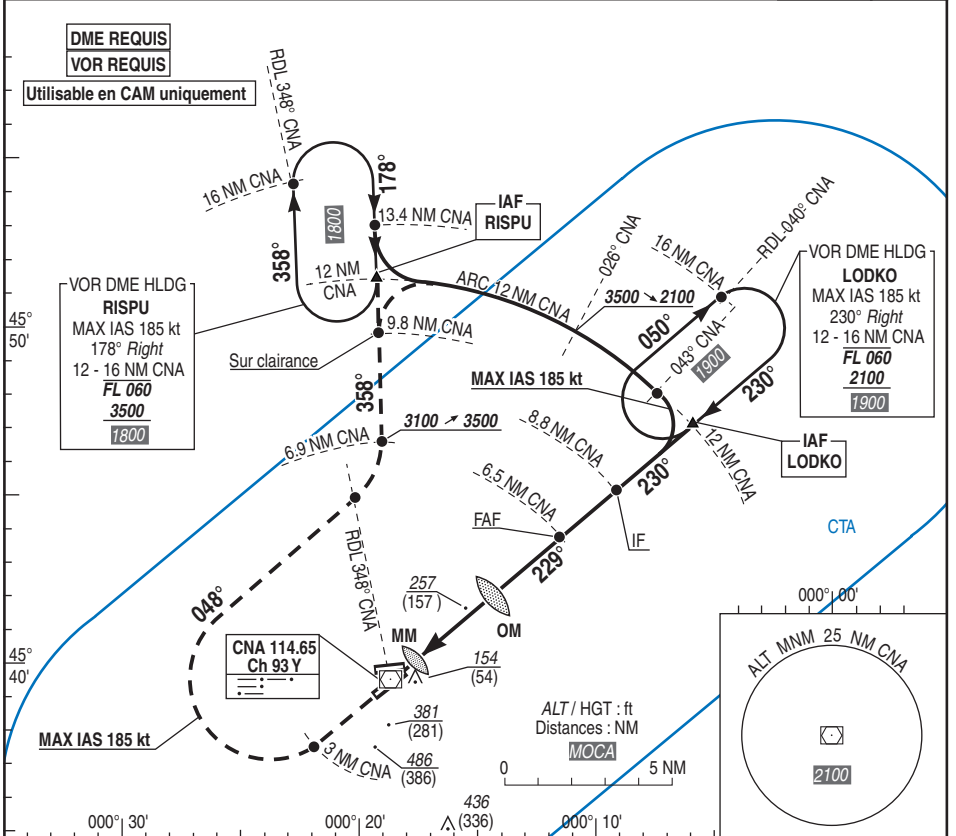 DME REQUIS
VOR REQUIS
Utilisable en CAM uniquement
RDL 348° CNA
16 NM CNA
178°
358°
1800
13.4 NM CNA
IAF
RISPU
12 NM
CNA
ARC 12 NM CNA
026° CNA
3500 ➘ 2100
16 NM CNA
RDL 040° CNA
VOR DME HLDG
RISPU
MAX IAS 185 kt
178° Right
12 - 16 NM CNA
FL 060
3500
1800
VOR DME HLDG
LODKO
MAX IAS 185 kt
230° Right
12 - 16 NM CNA
FL 060
2100
1900
45°
50'
9.8 NM CNA
Sur clairance
358°
050°
043° CNA
1900
230°
MAX IAS 185 kt
6.9 NM CNA
3100 ➚ 3500
8.8 NM CNA
12 NM CNA
IAF
LODKO
230°
6.5 NM CNA
FAF
IF
CTA
229°
RDL 348° CNA
048°
257
(157)
OM
MM
000° 00'
CNA 114.65
Ch 93 Y
45°
40'
154
(54)
ALT MNM 25 NM CNA
2100
381
(281)
ALT / HGT : ft
Distances : NM
MOCA
MAX IAS 185 kt
3 NM CNA
486
(386)
0 5 NM
436
(336)
000° 30'
000° 20'
000° 10'